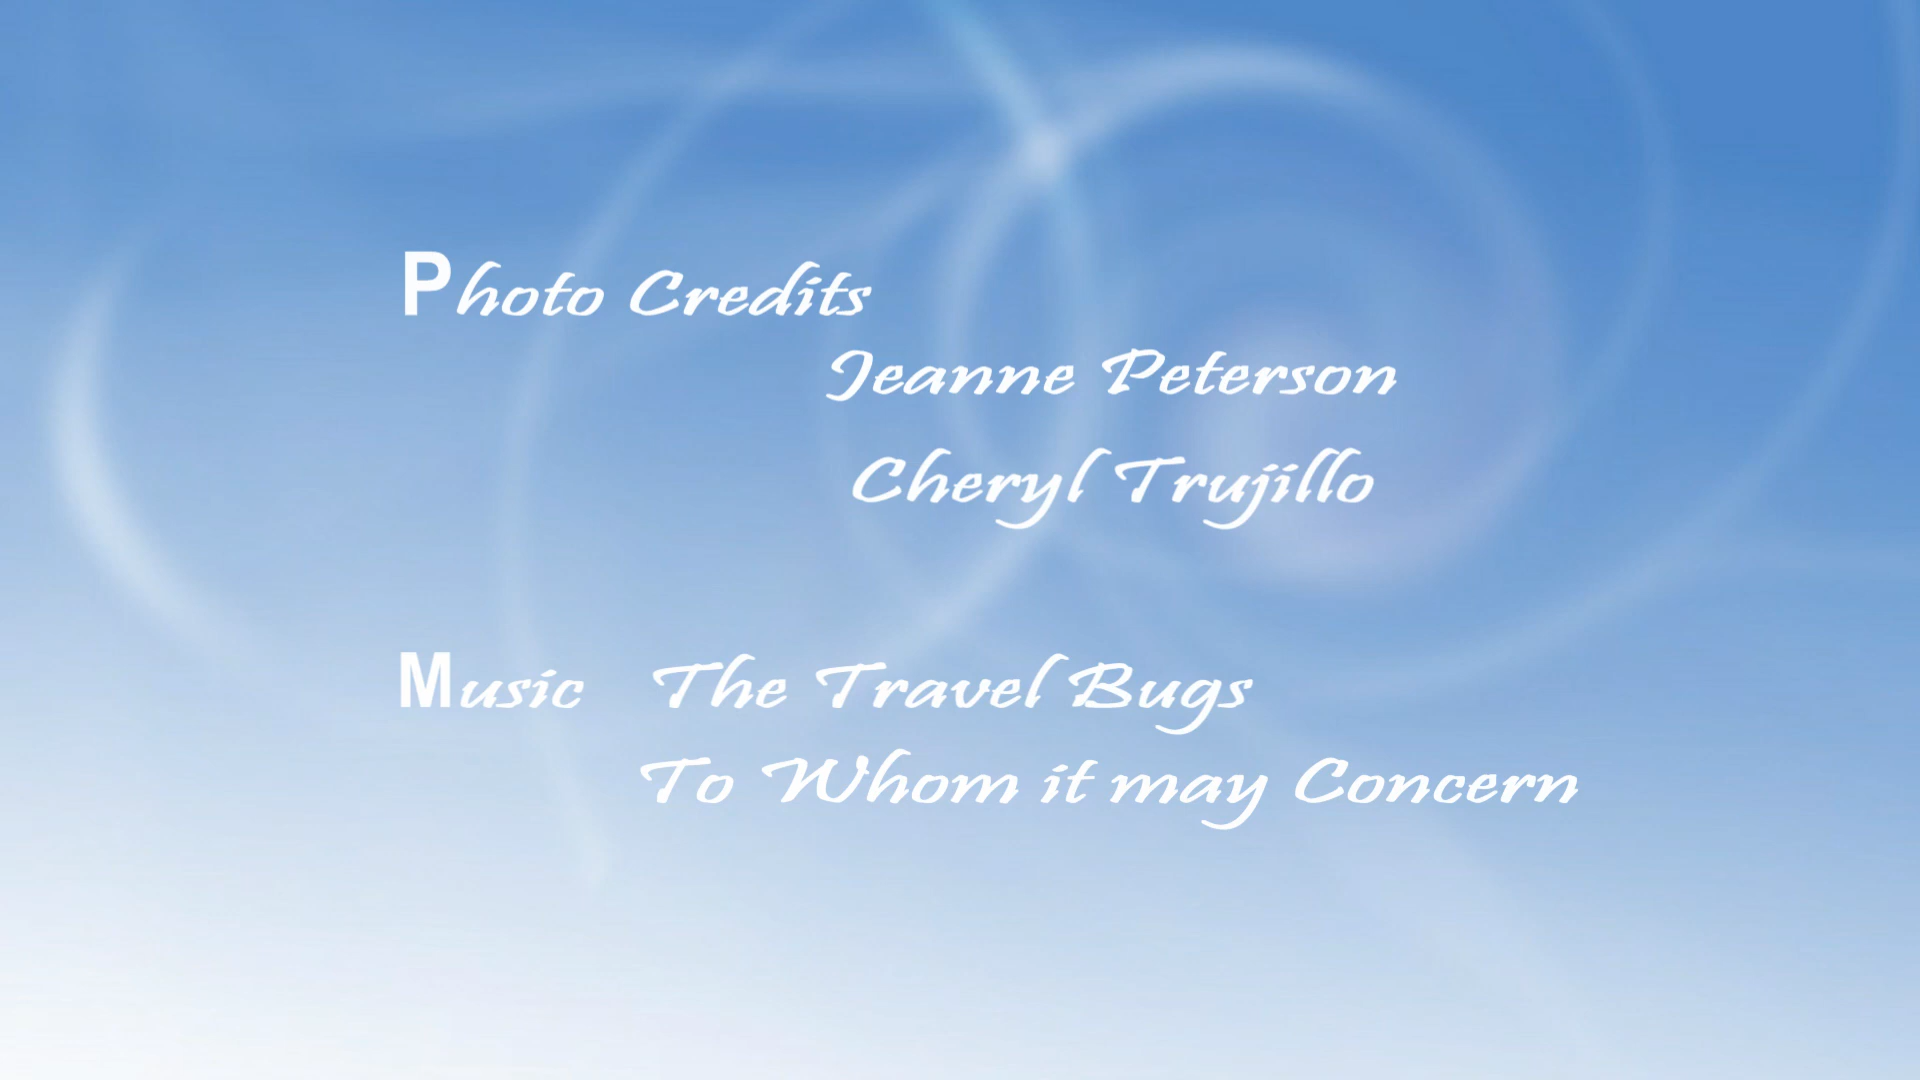 Photo Credits
Jeanne Peterson
Cheryl Trujillo
Music The Travel Bugs
To Whom it may Concern